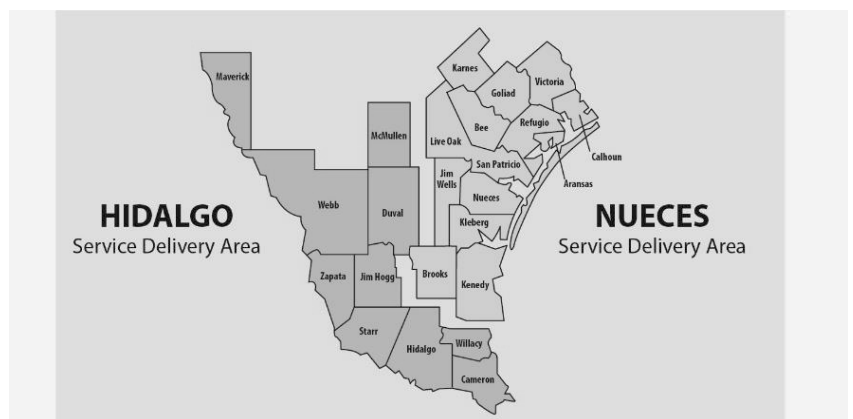 Maverick
McMullen
Webb
Duval
Zapata
Jim Hogg
Starr
Hidalgo
Willacy
Cameron
HIDALGO
Service Delivery Area
Karnes
Goliad
Victoria
Bee
Refugio
Live Oak
Calhoun
San Patricio
Aransas
Jim
Wells
Nueces
Kleberg
Brooks
Kenedy
NUECES
Service Delivery Area